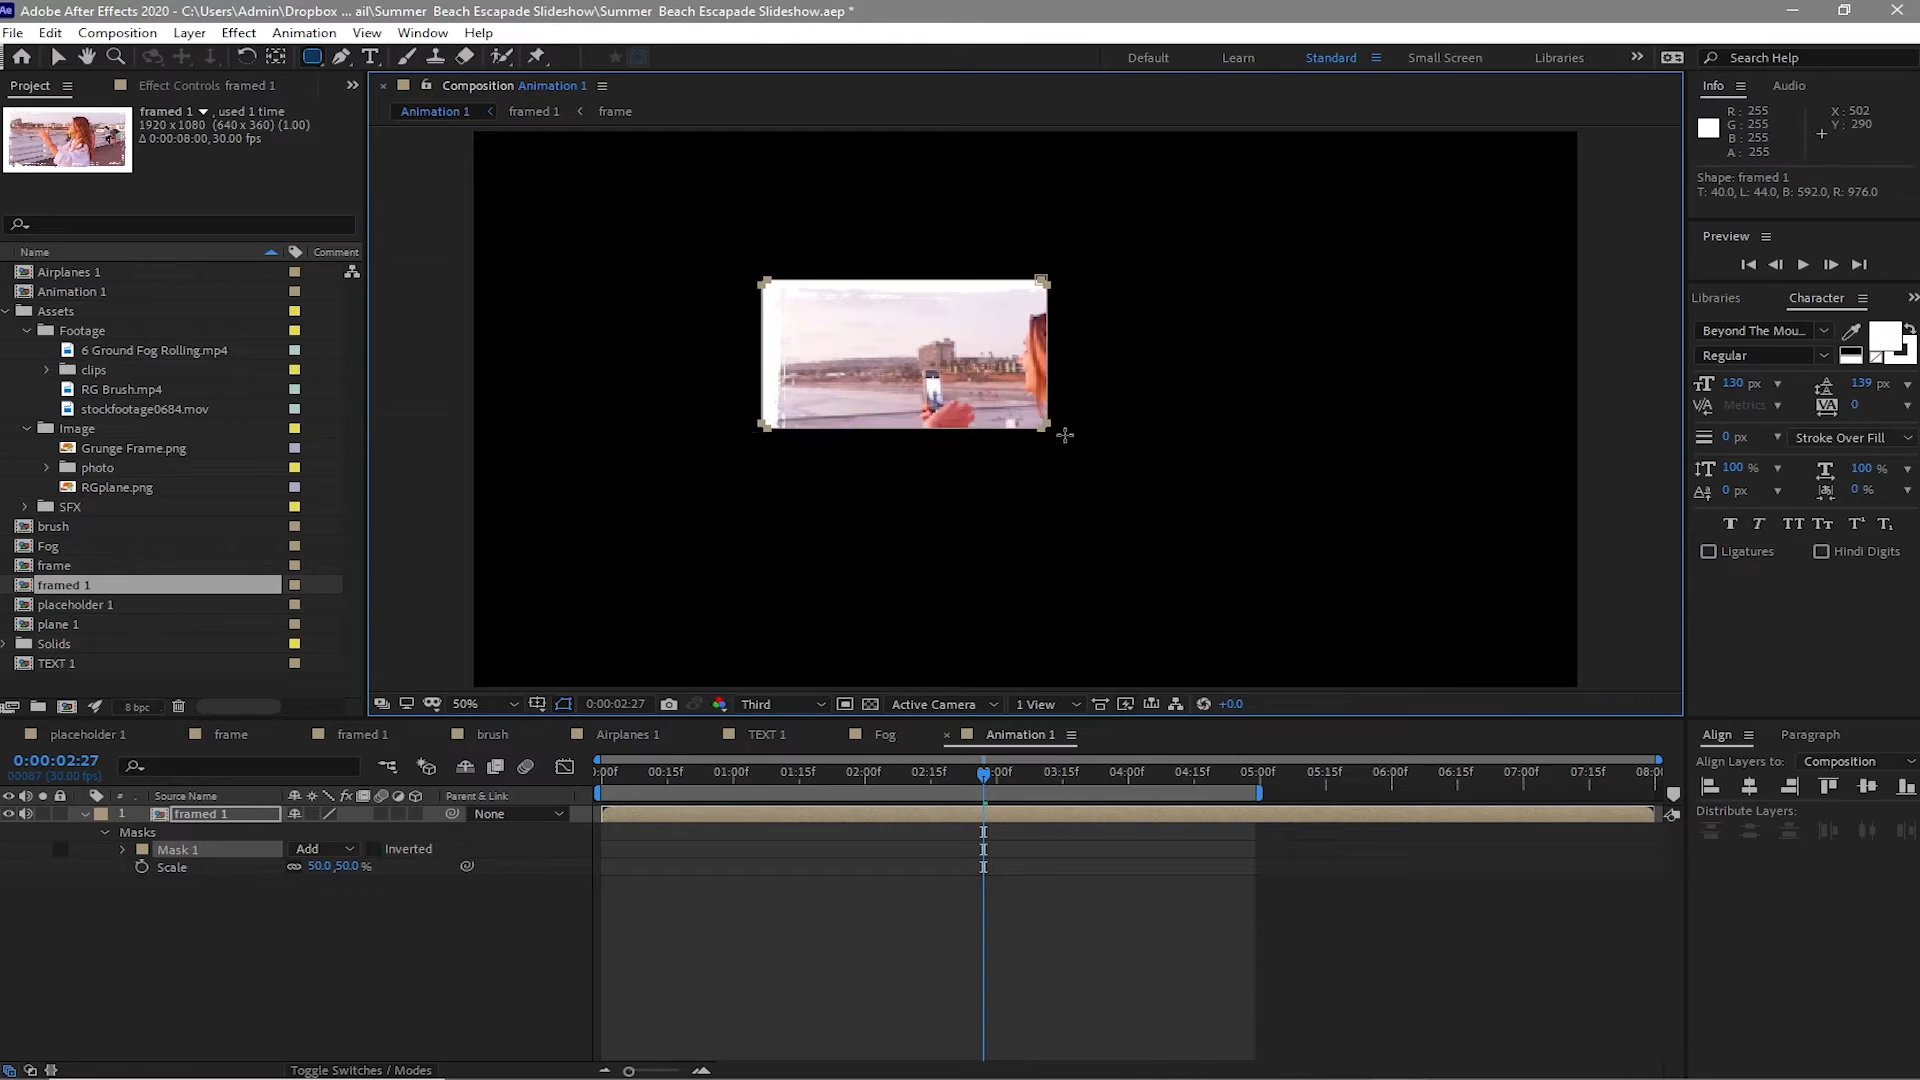 Ae Adobe After Effects 2020 - C:\Users\Admin\Dropbox ... ail\Summer Beach Escapade Slideshow\Summer Beach Escapade Slideshow.aep *
File Edit Composition Layer Effect Animation View Window Help
Default Learn Standard Small Screen Libraries Search Help
Project Effect Controls framed 1
framed 1 , used 1 time
1920 x 1080 (640 x 360) (1.00)
Δ 0:00:08:00, 30.00 fps
Composition Animation 1
Animation 1 framed 1 frame
Info Audio
R: 255
G: 255
B: 255
A: 255
X: 502
Y: 290
Shape: framed 1
T: 40.0, L: 44.0, B: 592.0, R: 976.0
Preview
Libraries Character
Beyond The Mou...
Regular
130 px 139 px
Metrics 0
0 px Stroke Over Fill
100 % 100 %
0 px 0 %
Ligatures Hindi Digits
Name Comment
Airplanes 1
Animation 1
Assets
Footage
6 Ground Fog Rolling.mp4
clips
RG Brush.mp4
stockfootage0684.mov
Image
Grunge Frame.png
photo
RGplane.png
SFX
brush
Fog
frame
framed 1
placeholder 1
plane 1
Solids
TEXT 1
8 bpc
50% 0:00:02:27 Third Active Camera 1 View +0.0
placeholder 1 frame framed 1 brush Airplanes 1 TEXT 1 Fog Animation 1
0:00:02:27
00087 (30.00 fps)
):00f 00:15f 01:00f 01:15f 02:00f 02:15f 03:15f 04:00f 04:15f 05:00f 05:15f 06:00f 06:15f 07:00f 07:15f
# Source Name Parent & Link
1 framed 1 None
Masks
Mask 1 Add Inverted
Scale 50.0,50.0 %
Toggle Switches / Modes
Align Paragraph
Align Layers to: Composition
Distribute Layers: